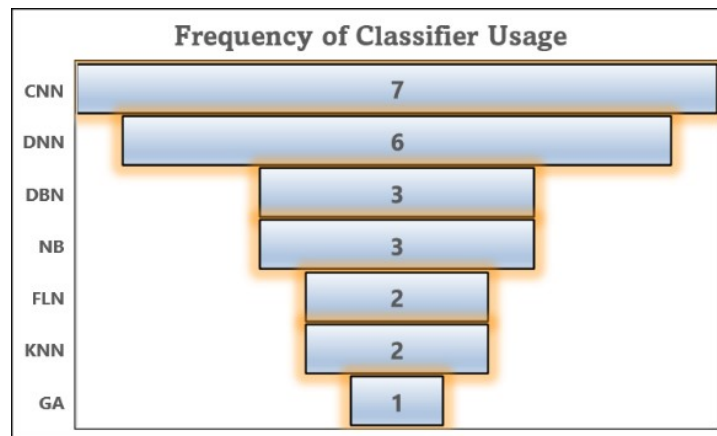 Frequency of Classifier Usage
CNN 7
DNN 6
DBN 3
NB 3
FLN 2
KNN 2
GA 1